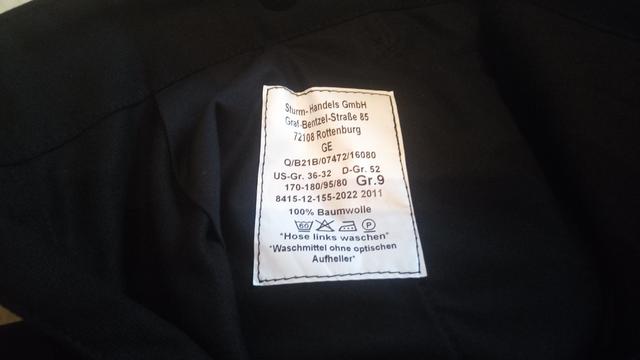 Sturm- Handels GmbH
Graf-Bentzel-Straße 85
72108 Rottenburg
GE
Q/B21B/07472/16080
US-Gr. 36-32 D-Gr. 52
170-180/95/80 Gr.9
8415-12-155-2022 2011
100% Baumwolle
60 P
"Hose links waschen"
"Waschmittel ohne optischen
Aufheller"